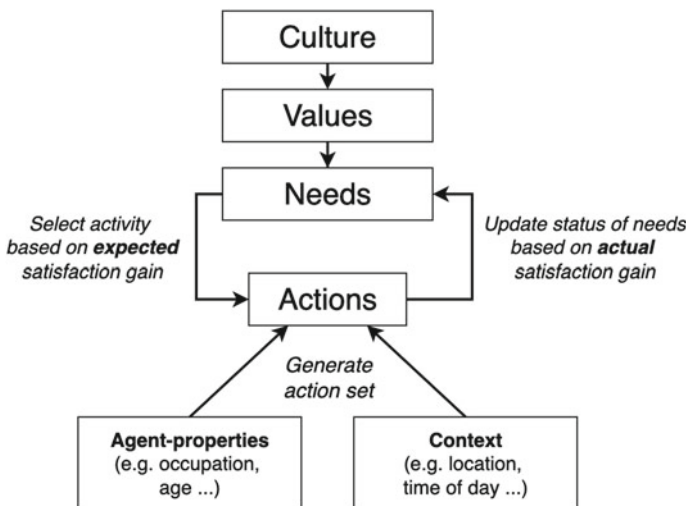 Culture
Values
Needs
Select activity
based on expected
satisfaction gain
Update status of needs
based on actual
satisfaction gain
Actions
Generate
action set
Agent-properties
(e.g. occupation,
age ...)
Context
(e.g. location,
time of day ...)